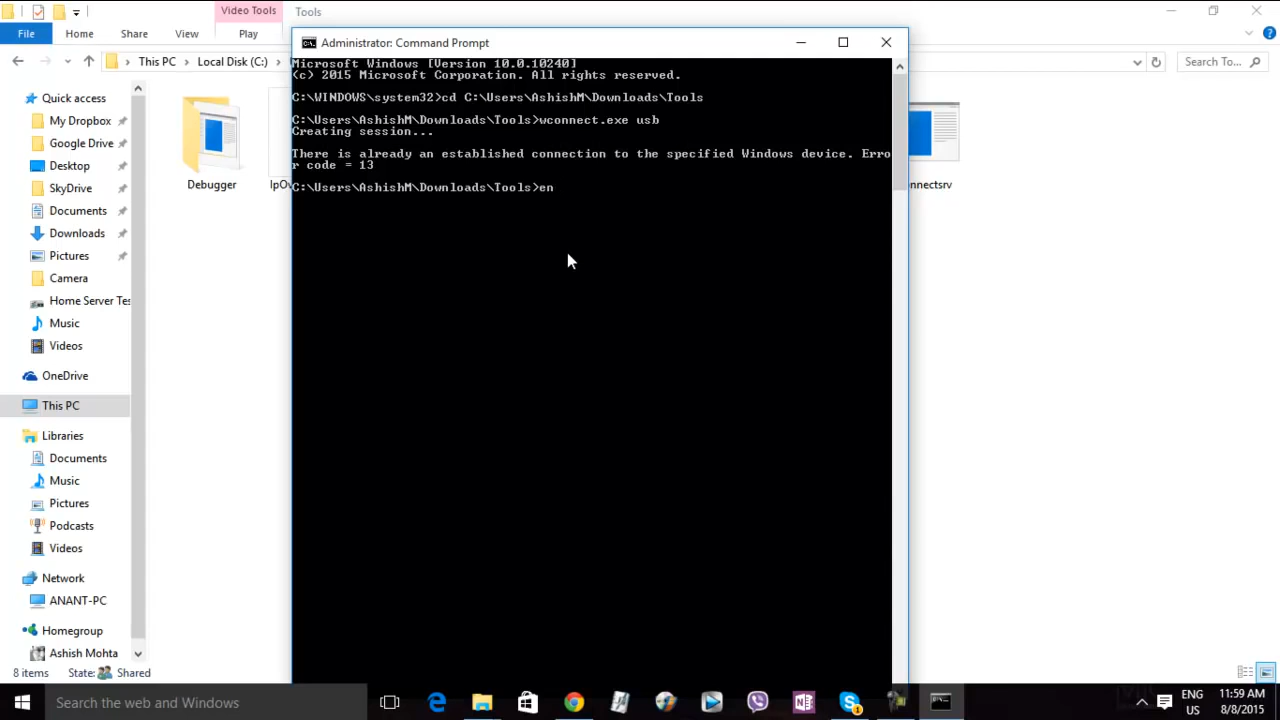 Video Tools
Tools
File
Home
Share
View
Play
This PC
Local Disk (C:)
Search To...
Administrator: Command Prompt
Microsoft Windows [Version 10.0.10240]
(c) 2015 Microsoft Corporation. All rights reserved.
C:\WINDOWS\system32>cd C:\Users\AshishM\Downloads\Tools
C:\Users\AshishM\Downloads\Tools>wconnect.exe usb
Creating session...
There is already an established connection to the specified Windows device. Erro
r code = 13
C:\Users\AshishM\Downloads\Tools>en
Quick access
My Dropbox
Google Drive
Desktop
SkyDrive
Documents
Downloads
Pictures
Camera
Home Server Tes
Music
Videos
OneDrive
This PC
Libraries
Documents
Music
Pictures
Podcasts
Videos
Network
ANANT-PC
Homegroup
Ashish Mohta
Debugger
IpOv
nnectsrv
8 items
State:
Shared
Search the web and Windows
ENG
US
11:59 AM
8/8/2015